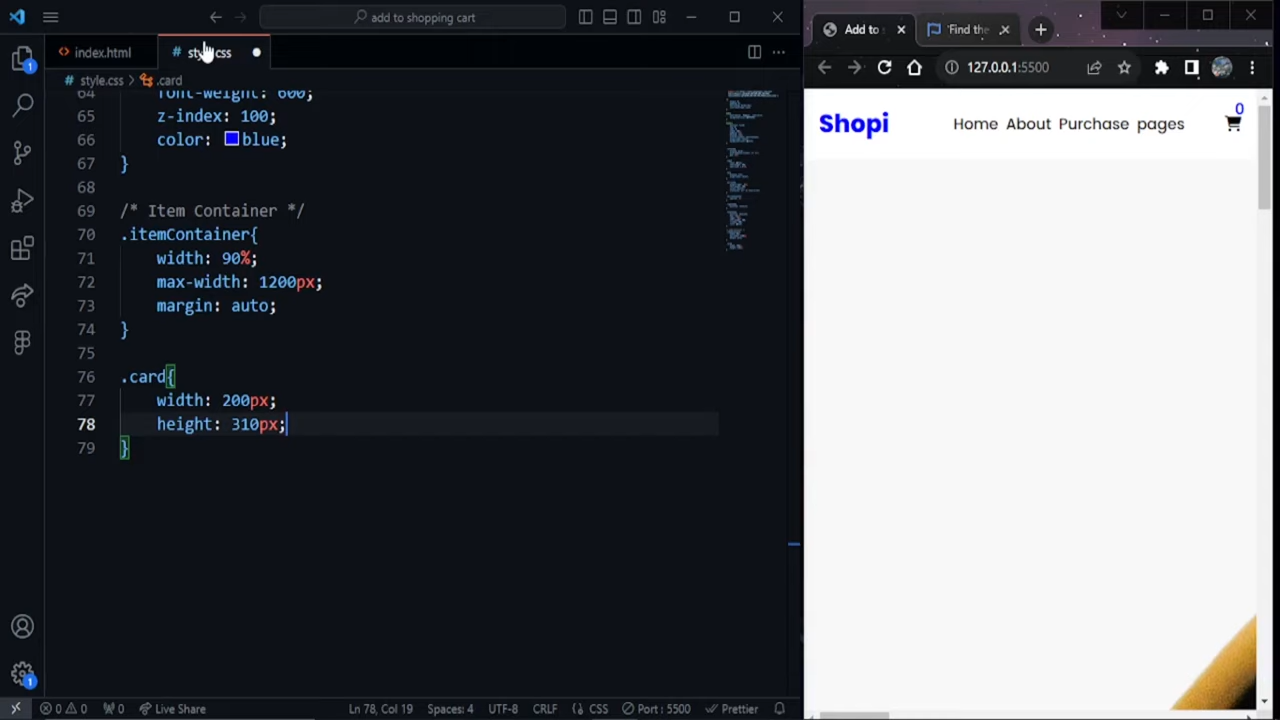 add to shopping cart
index.html
# style.css
# style.css > .card
64 font-weight: 600;
65 z-index: 100;
66 color: blue;
67 }
68
69 /* Item Container */
70 .itemContainer{
71 width: 90%;
72 max-width: 1200px;
73 margin: auto;
74 }
75
76 .card{
77 width: 200px;
78 height: 310px;
79 }
1
1
0 0 0 Live Share Ln 78, Col 19 Spaces: 4 UTF-8 CRLF CSS Port : 5500 Prettier
Add to
'Find the
127.0.0.1:5500
Shopi
Home About Purchase pages
0